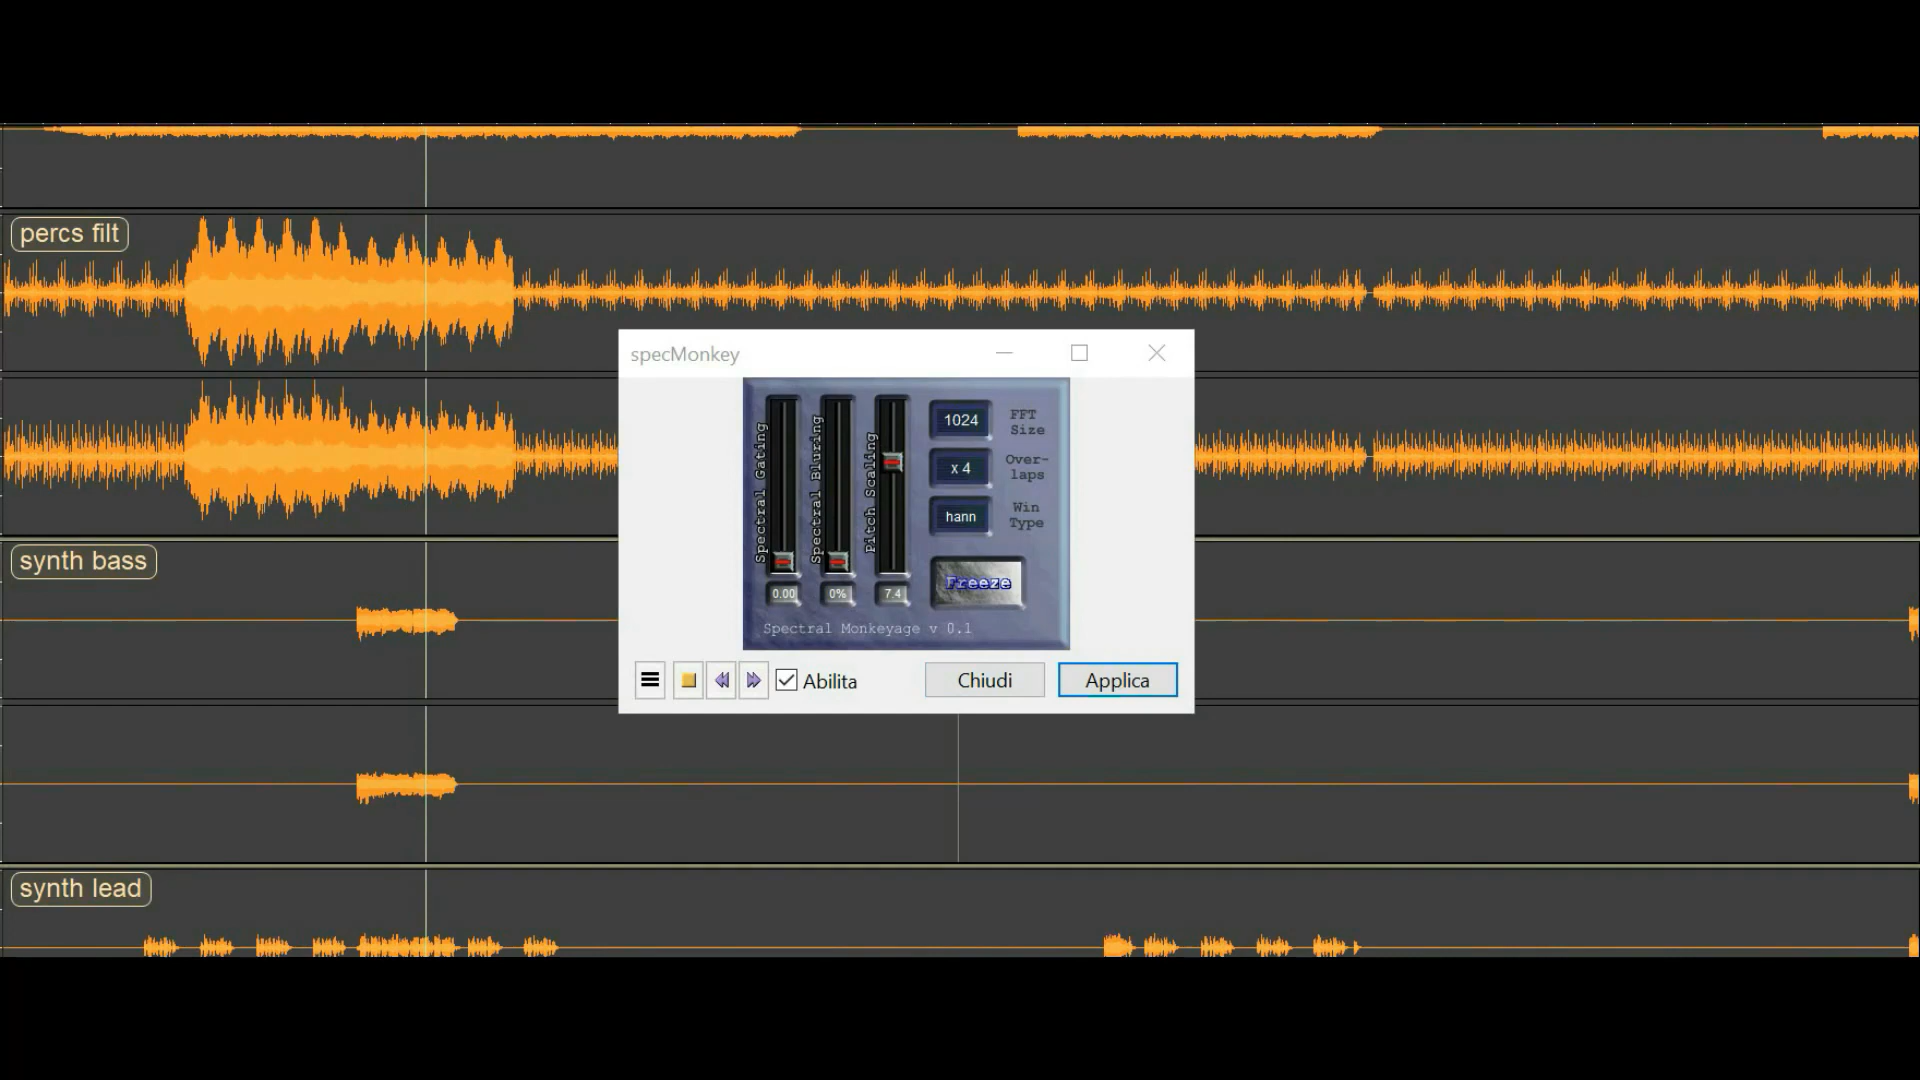 percs filt
synth bass
synth lead
specMonkey
Spectral Gating
Spectral Bluring
Pitch Scaling
1024
FFT
Size
x 4
Over-
laps
hann
Win
Type
Freeze
0.00
0%
7.4
Spectral Monkeyage v 0.1
Abilita
Chiudi
Applica